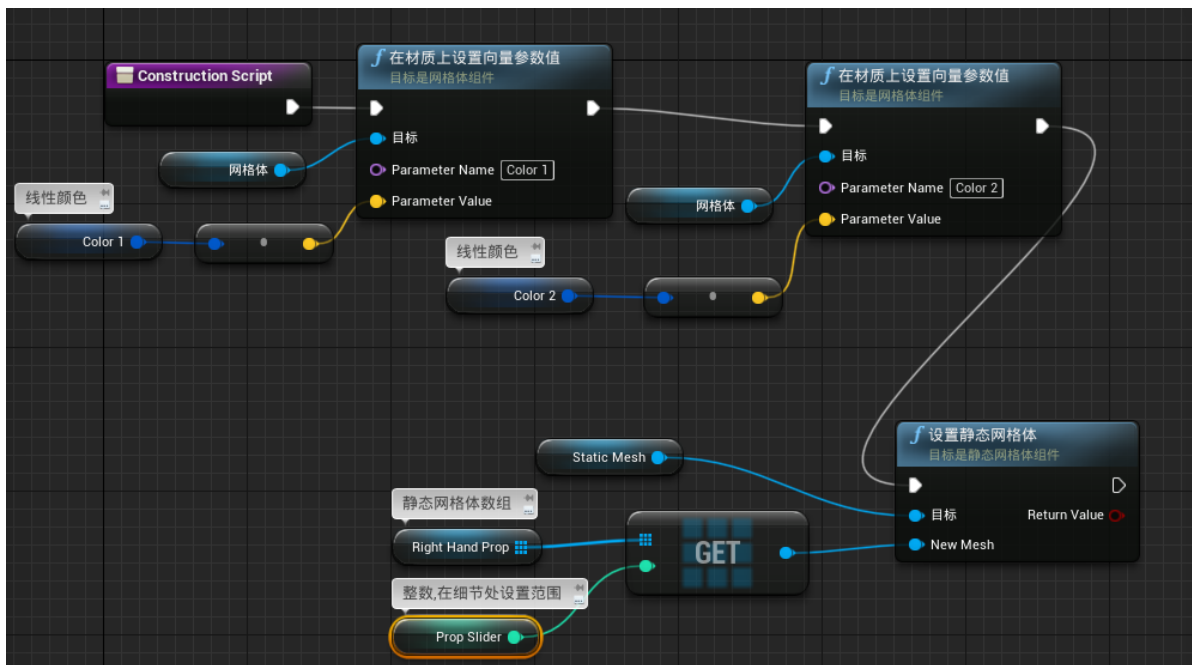 Construction Script
在材质上设置向量参数值
目标是网格体组件
目标
Parameter Name Color 1
Parameter Value
网格体
线性颜色
Color 1
在材质上设置向量参数值
目标是网格体组件
目标
Parameter Name Color 2
Parameter Value
网格体
线性颜色
Color 2
设置静态网格体
目标是静态网格体组件
目标 Return Value
New Mesh
Static Mesh
静态网格体数组
Right Hand Prop
GET
整数,在细节处设置范围
Prop Slider